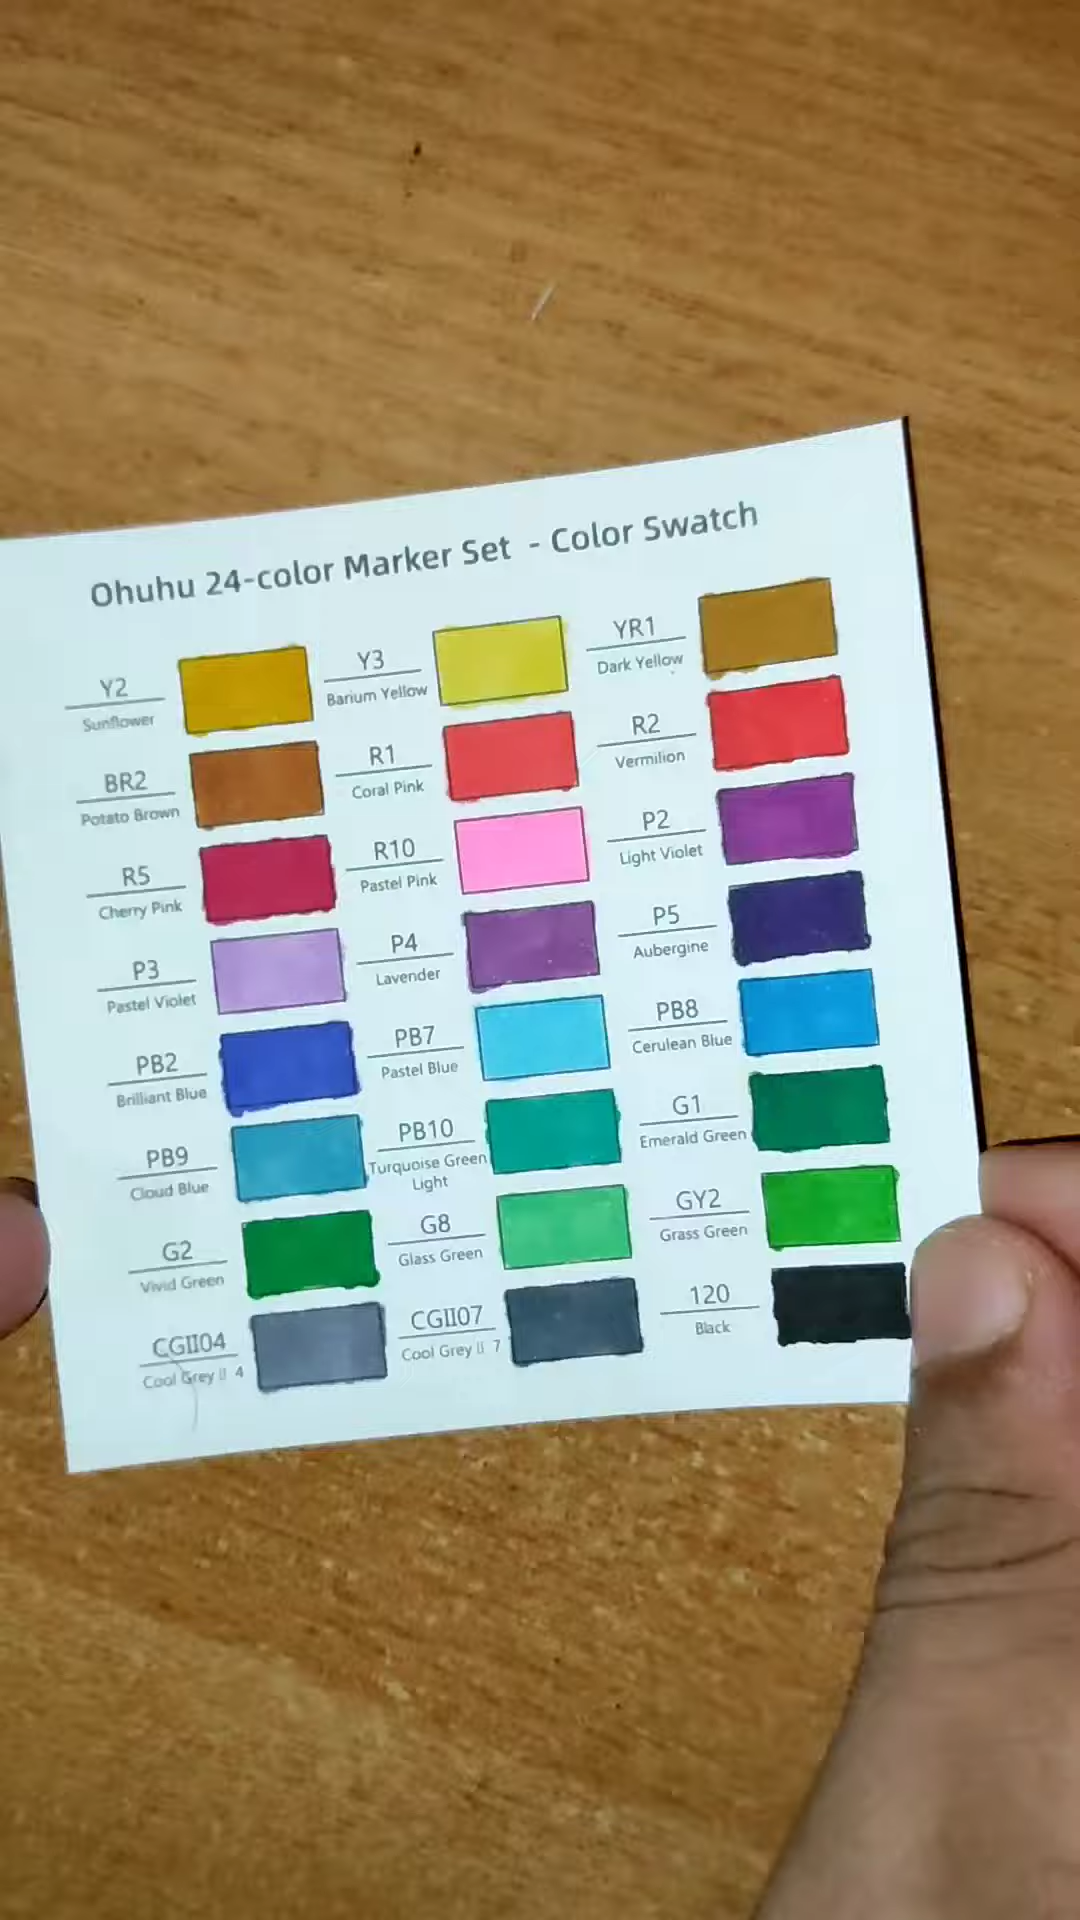 Ohuhu 24-color Marker Set - Color Swatch
Y2
Sunflower
Y3
Barium Yellow
YR1
Dark Yellow
BR2
Potato Brown
R1
Coral Pink
R2
Vermilion
R5
Cherry Pink
R10
Pastel Pink
P2
Light Violet
P3
Pastel Violet
P4
Lavender
P5
Aubergine
PB2
Brilliant Blue
PB7
Pastel Blue
PB8
Cerulean Blue
PB9
Cloud Blue
PB10
Turquoise Green
Light
G1
Emerald Green
G2
Vivid Green
G8
Glass Green
GY2
Grass Green
CGII04
Cool Grey II 4
CGII07
Cool Grey II 7
120
Black